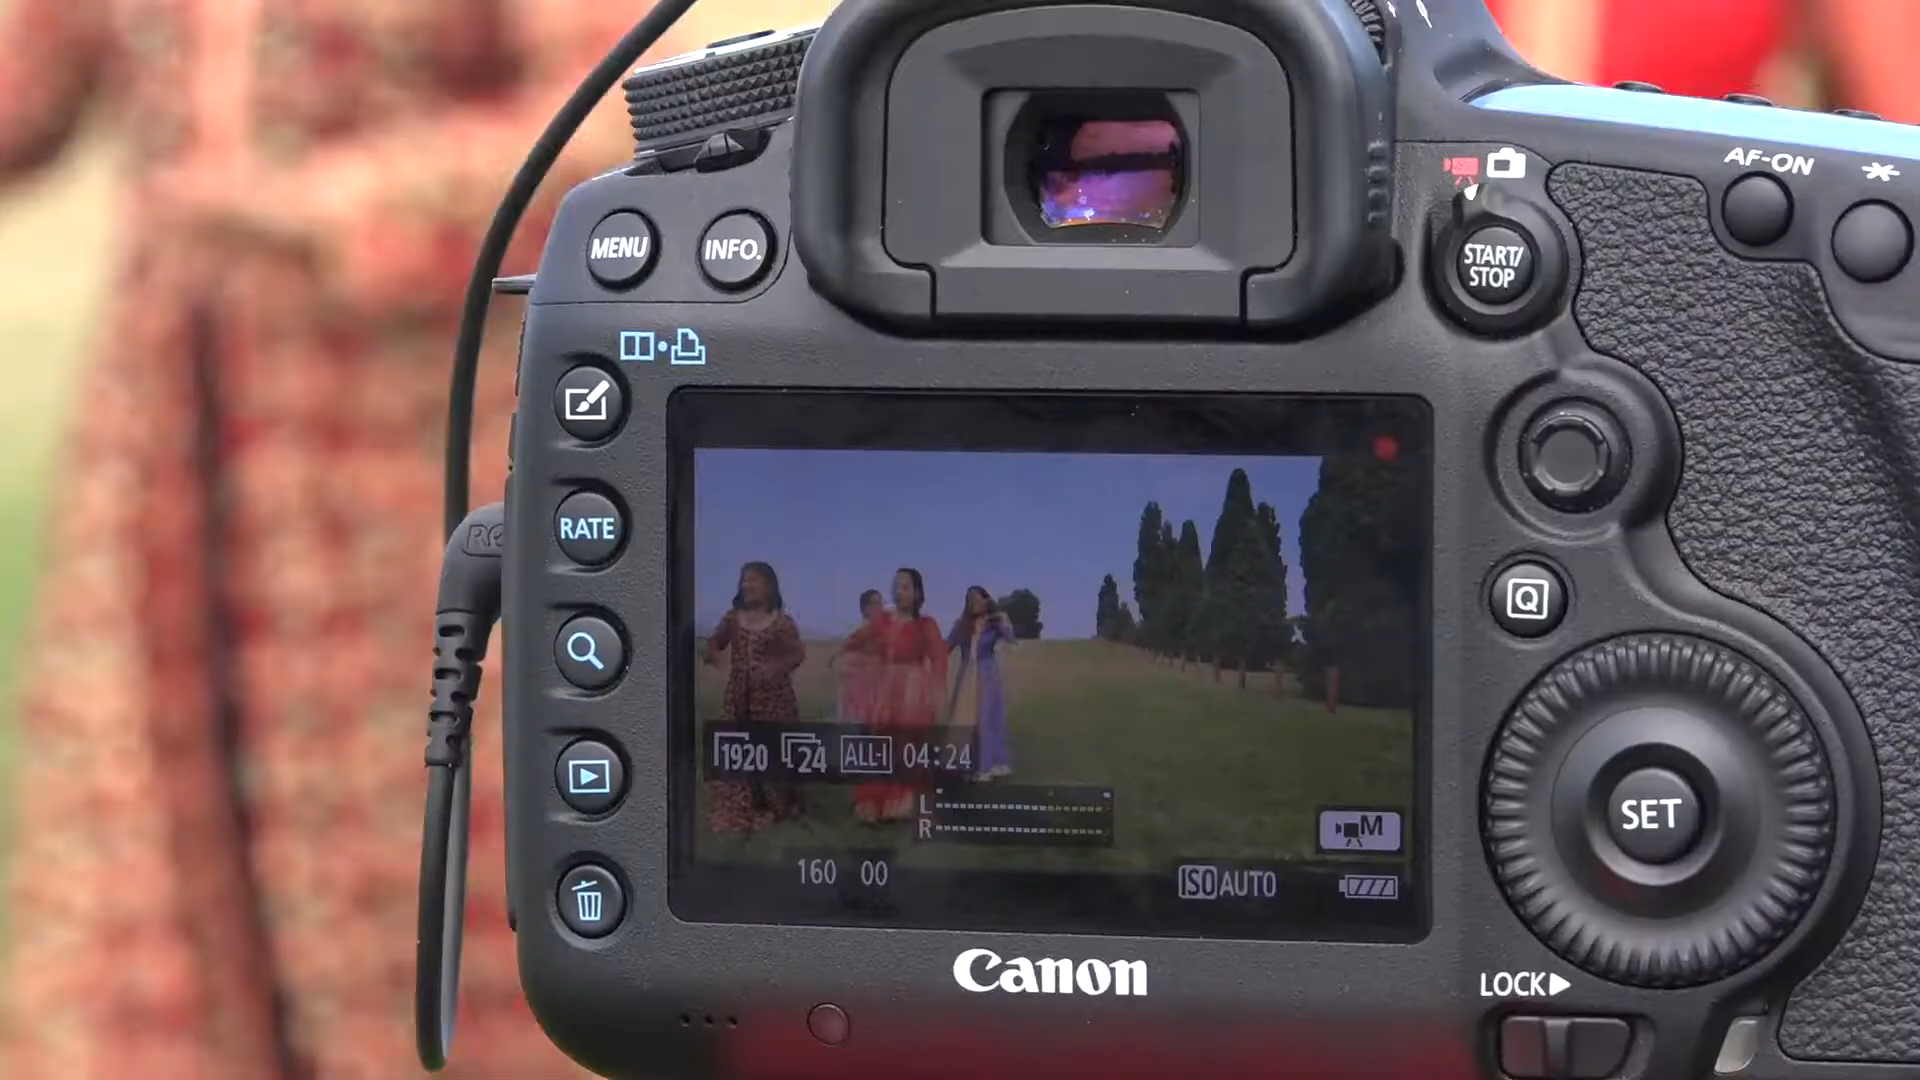 MENU INFO.
START/
STOP
AF-ON
RATE
Q
1920 24 ALL-I 04:24
L
R
M
160 00 ISO AUTO
SET
Canon
LOCK